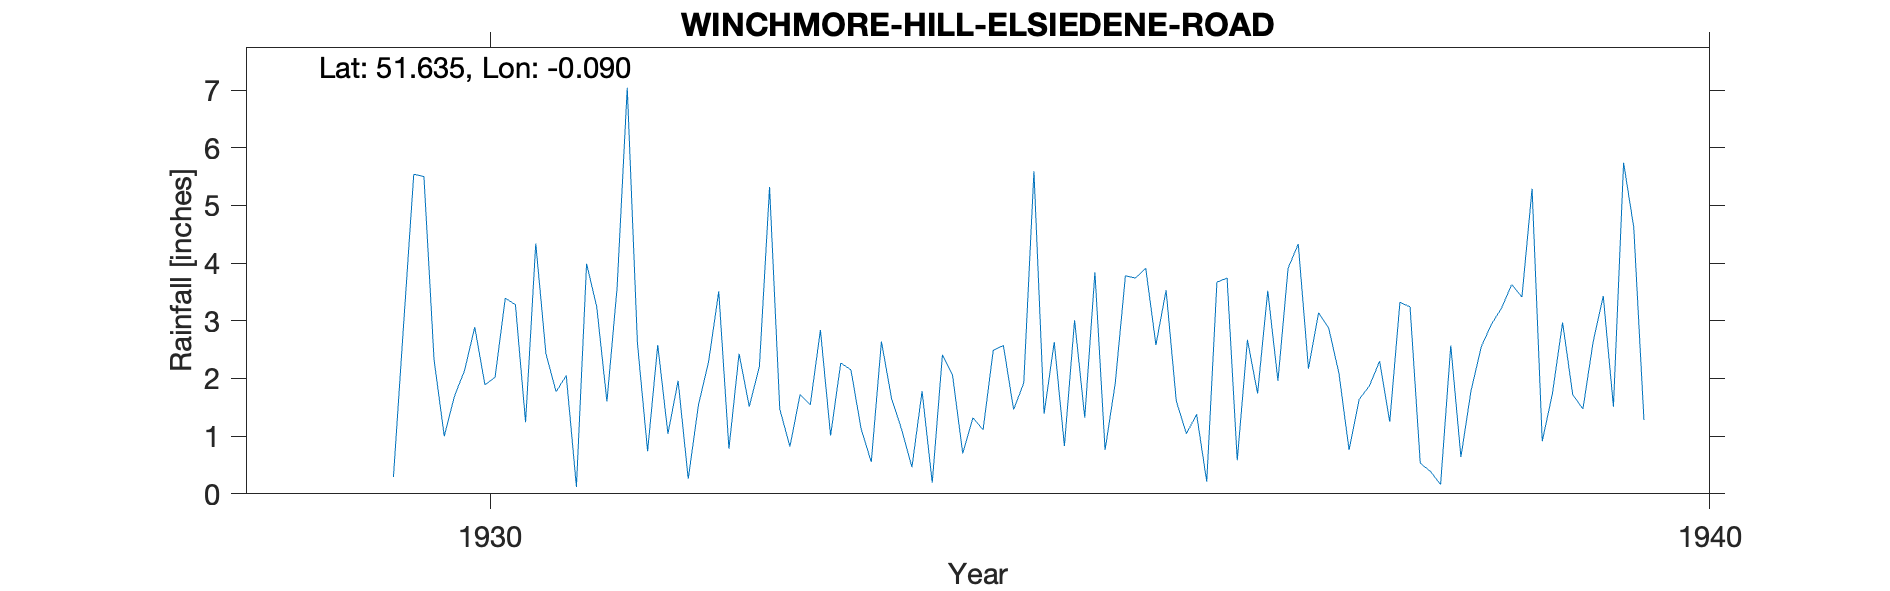 WINCHMORE-HILL-ELSIEDENE-ROAD
Lat: 51.635, Lon: -0.090
7
6
5
4
3
2
1
0
Rainfall [inches]
1930
1940
Year